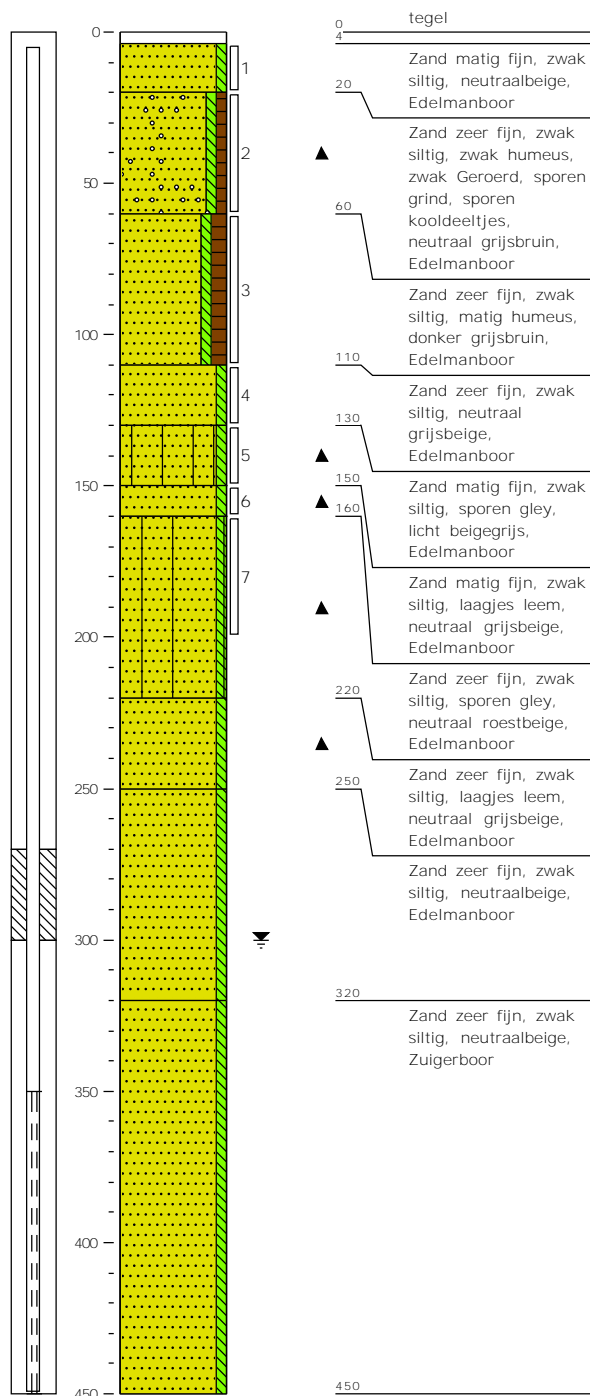 0
50
100
150
200
250
300
350
400
450
1
2
3
4
5
6
7
0
tegel
4
Zand matig fijn, zwak
siltig, neutraalbeige,
Edelmanboor
20
Zand zeer fijn, zwak
siltig, zwak humeus,
zwak Geroerd, sporen
grind, sporen
kooldeeltjes,
neutraal grijsbruin,
Edelmanboor
60
Zand zeer fijn, zwak
siltig, matig humeus,
donker grijsbruin,
Edelmanboor
110
Zand zeer fijn, zwak
siltig, neutraal
grijsbeige,
Edelmanboor
130
Zand matig fijn, zwak
siltig, sporen gley,
licht beigegrijs,
Edelmanboor
150
Zand matig fijn, zwak
siltig, laagjes leem,
neutraal grijsbeige,
Edelmanboor
160
Zand zeer fijn, zwak
siltig, sporen gley,
neutraal roestbeige,
Edelmanboor
220
Zand zeer fijn, zwak
siltig, laagjes leem,
neutraal grijsbeige,
Edelmanboor
250
Zand zeer fijn, zwak
siltig, neutraalbeige,
Edelmanboor
320
Zand zeer fijn, zwak
siltig, neutraalbeige,
Zuigerboor
450